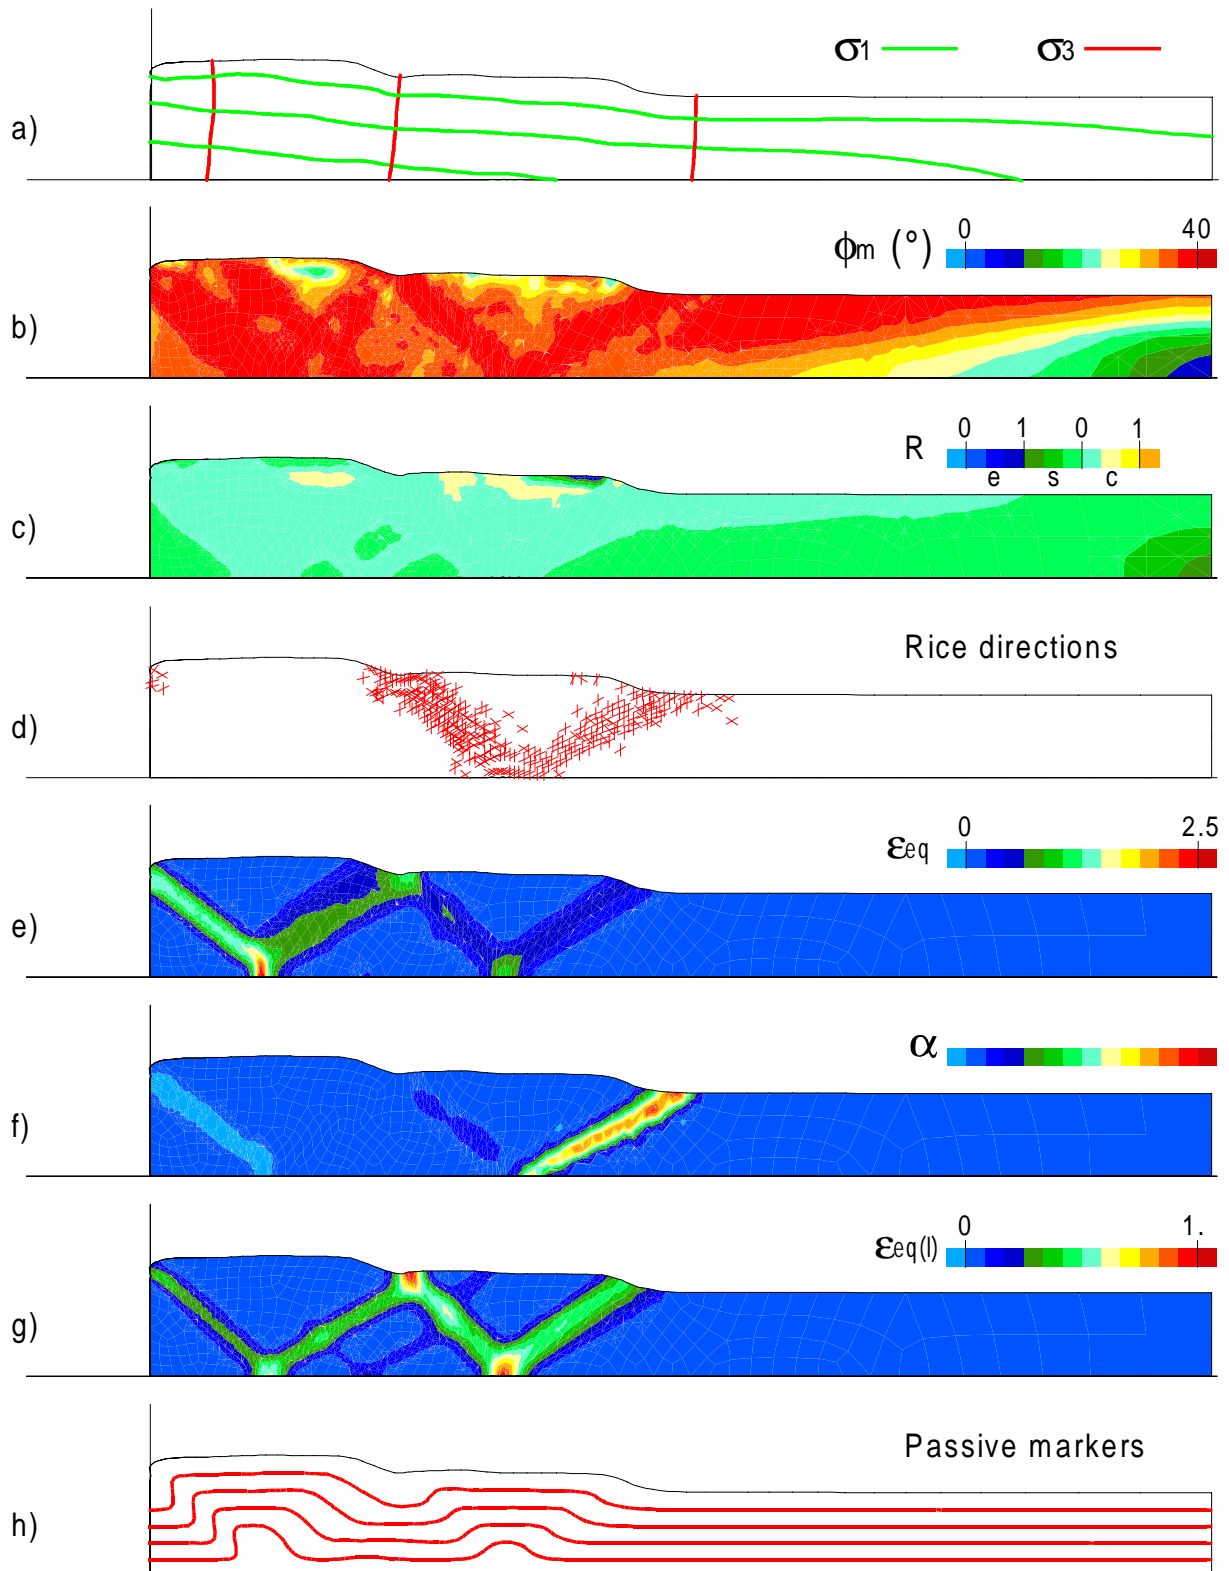 σ1 σ3
a)
ϕm (°) 0 40
b)
R 0 1 0 1
e s c
c)
Rice directions
d)
εeq 0 2.5
e)
α
f)
εeq(l) 0 1.
g)
Passive markers
h)